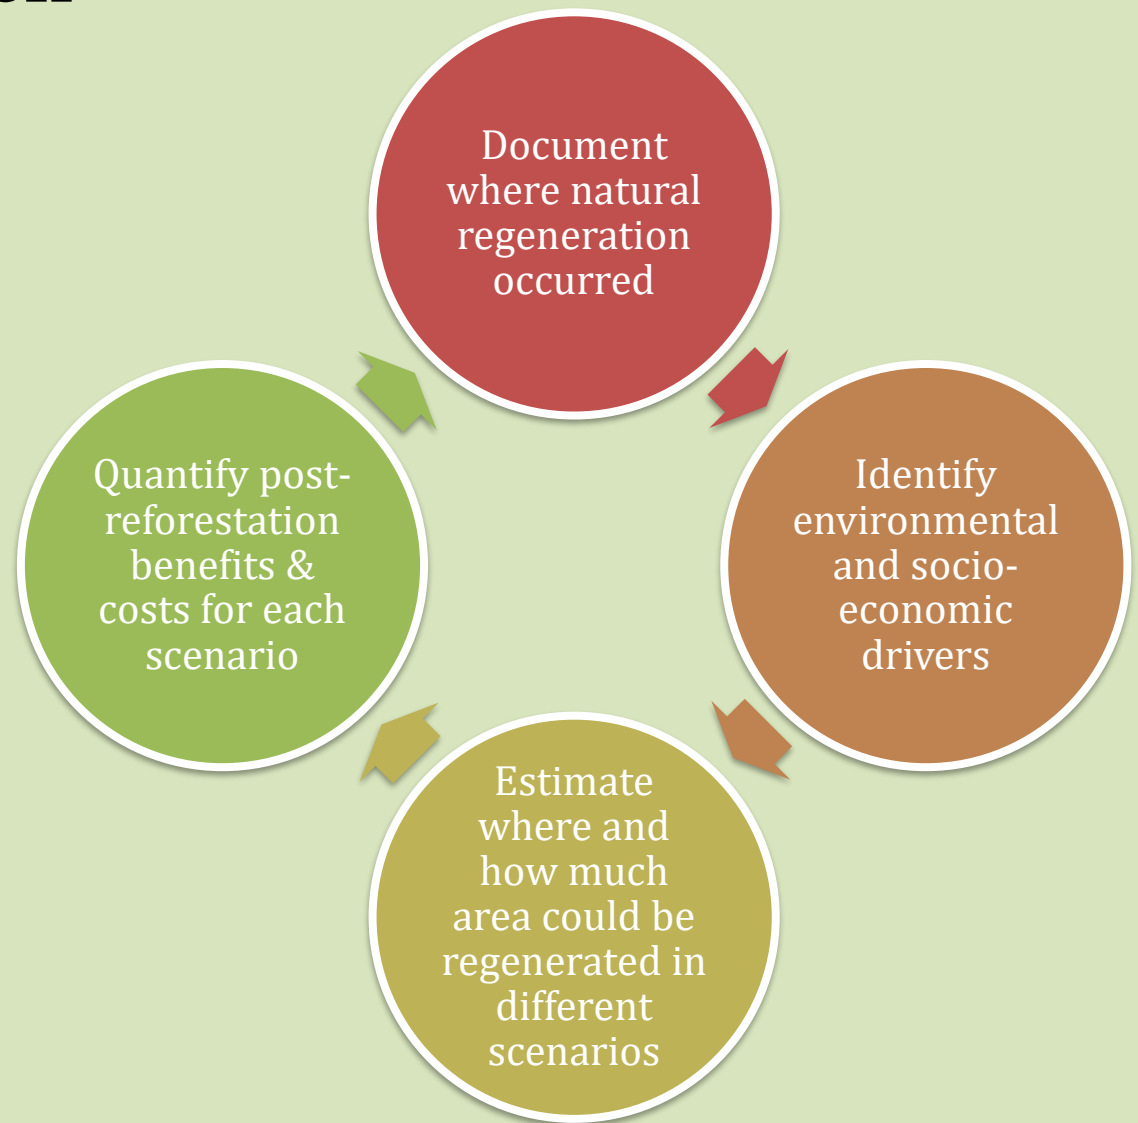 Document
where natural
regeneration
occurred
Identify
environmental
and socio-
economic
drivers
Estimate
where and
how much
area could be
regenerated in
different
scenarios
Quantify post-
reforestation
benefits &
costs for each
scenario